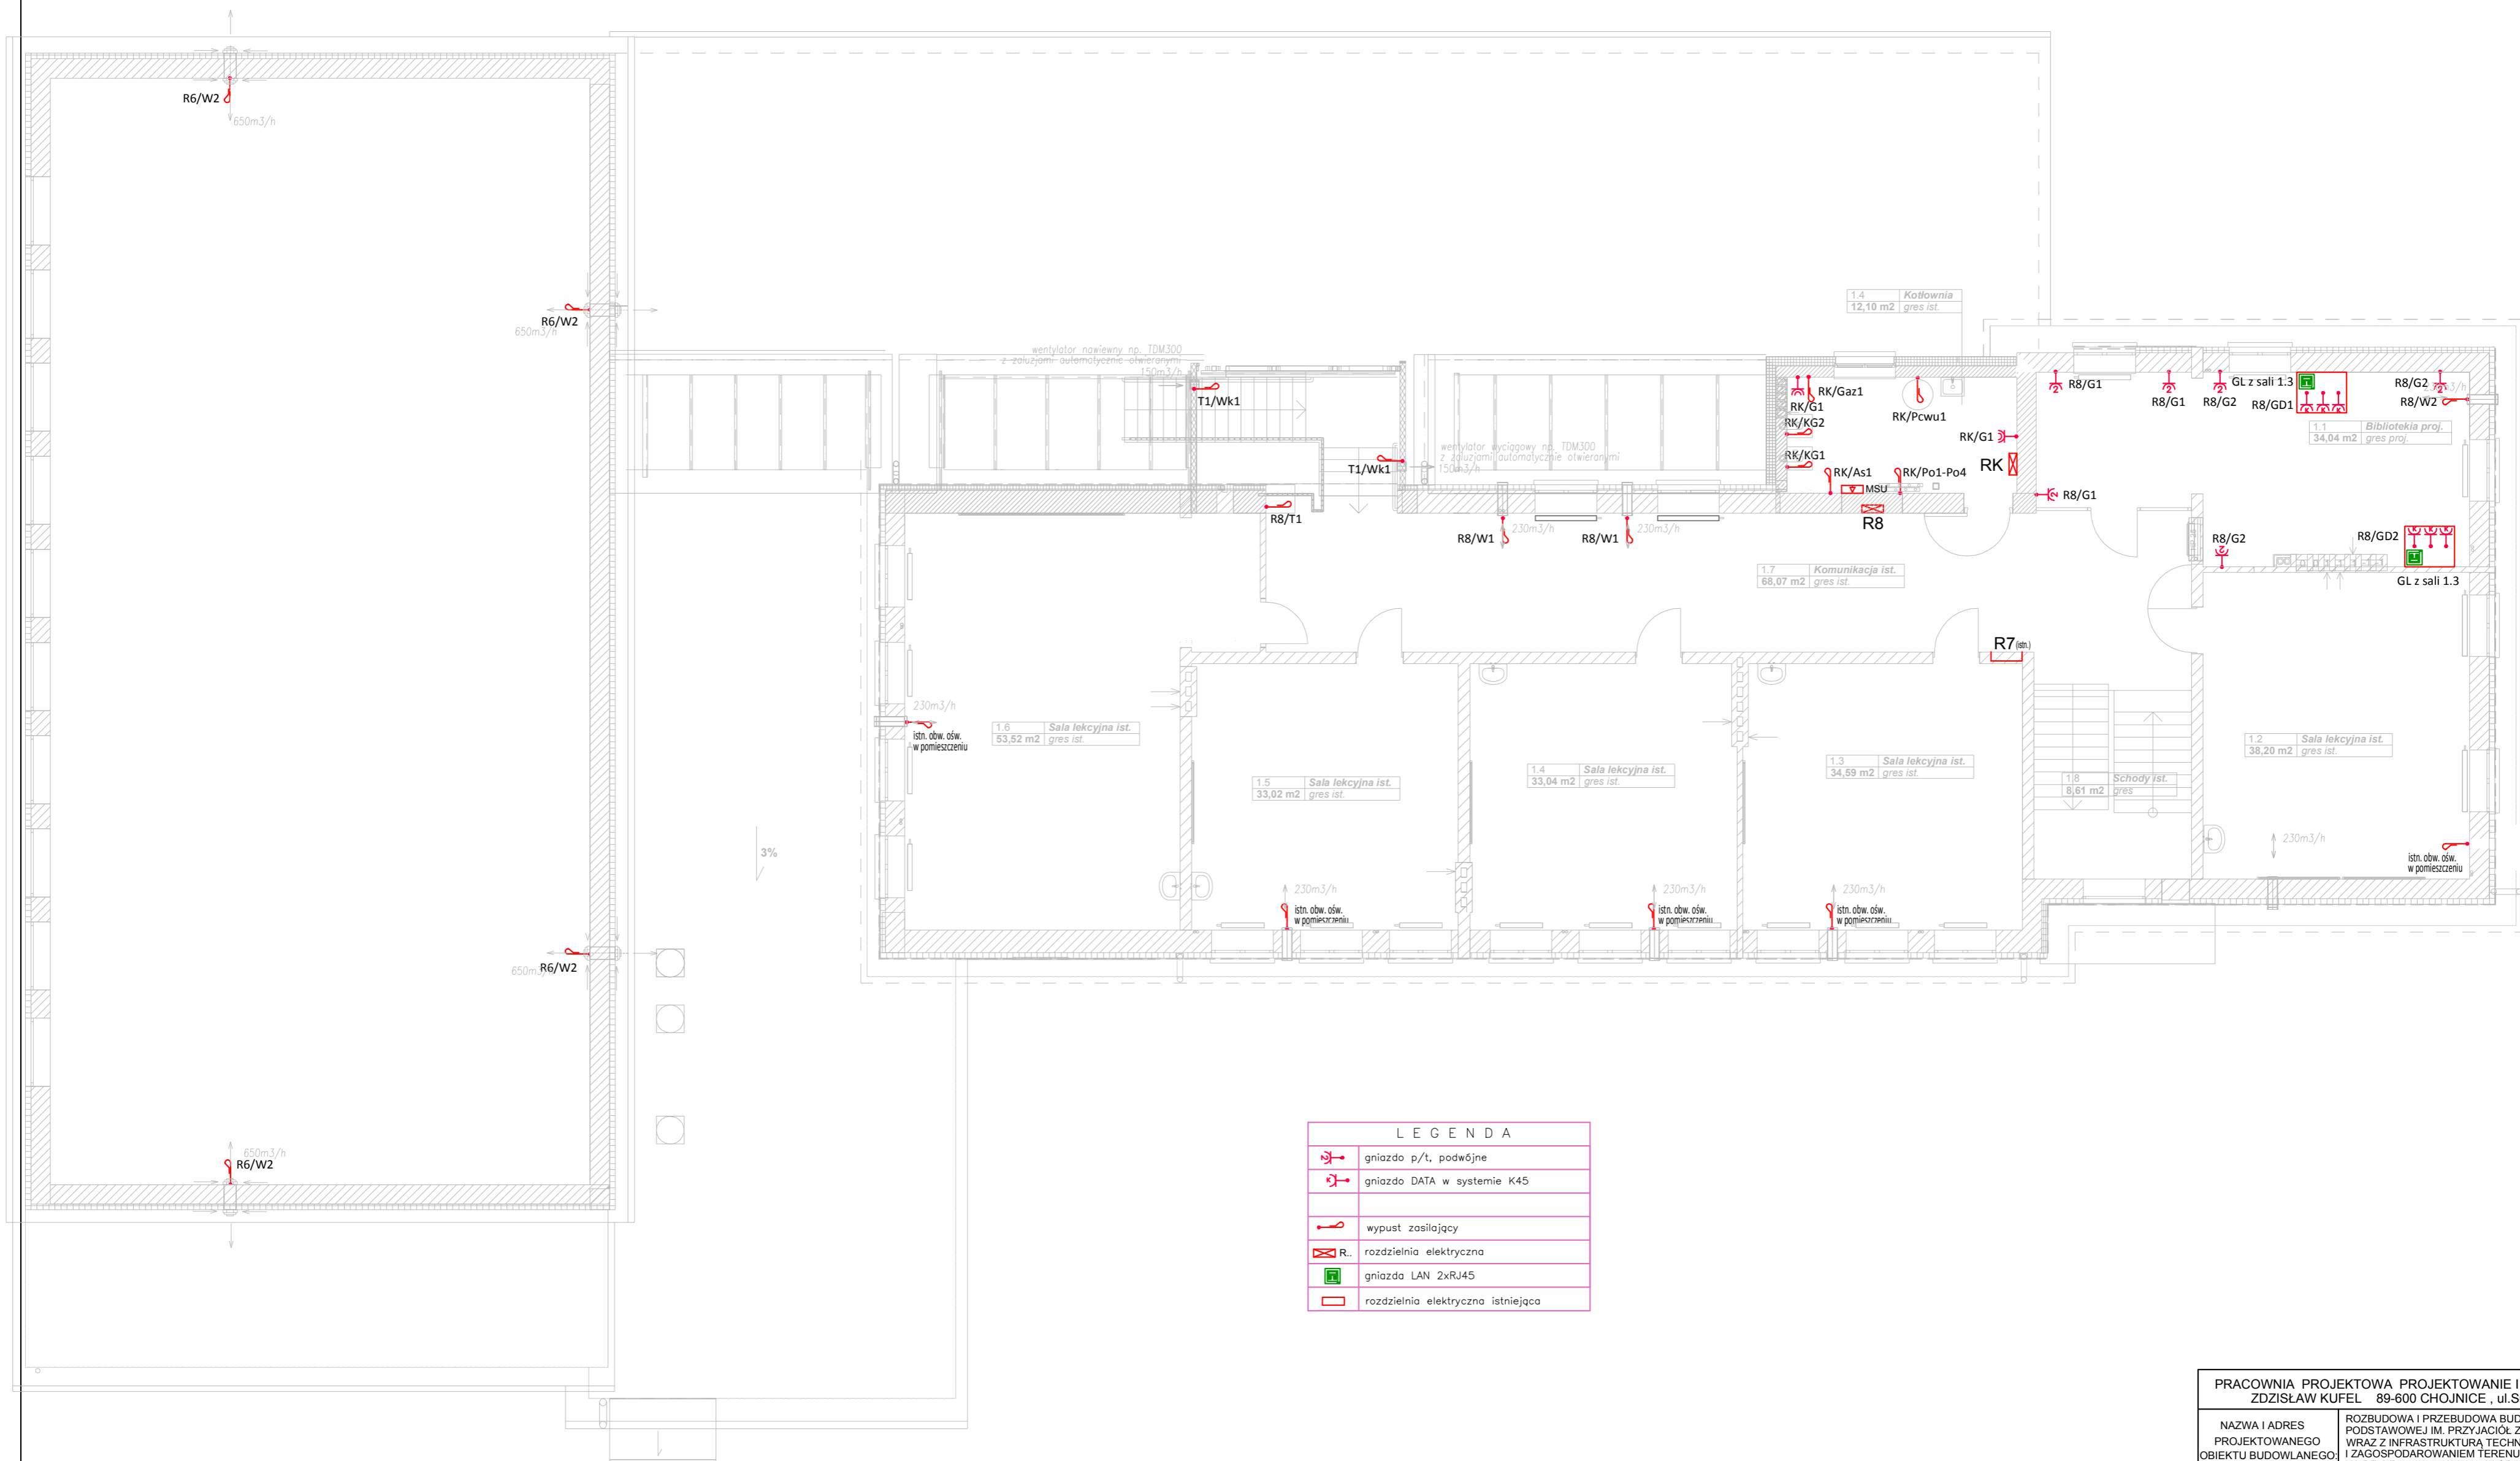 R6/W2
650m3/h
R6/W2
650m3/h
wentylator nawiewny np. TDM300
z żaluzjami automatycznie otwieranymi
150m3/h
T1/Wk1
wentylator wyciągowy np. TDM300
z żaluzjami automatycznie otwieranymi
150m3/h
T1/Wk1
1.4 Kotłownia
12,10 m2 gres ist.
RK/Gaz1
RK/G1
RK/KG2
RK/Pcwu1
RK/G1
RK/KG1
RK
RK/As1
RK/Po1-Po4
MSU
R8
R8/G1
R8/G1
R8/G2
GL z sali 1.3
R8/GD1
R8/G2
230m3/h
R8/W2
1.1 Bibliotekia proj.
34,04 m2 gres proj.
R8/G1
R8/T1
R8/W1
230m3/h
R8/W1
230m3/h
R8/G2
R8/GD2
GL z sali 1.3
1.7 Komunikacja ist.
68,07 m2 gres ist.
R7(istn.)
230m3/h
istn. obw. ośw.
w pomieszczeniu
1.6 Sala lekcyjna ist.
53,52 m2 gres ist.
1.5 Sala lekcyjna ist.
33,02 m2 gres ist.
1.4 Sala lekcyjna ist.
33,04 m2 gres ist.
1.3 Sala lekcyjna ist.
34,59 m2 gres ist.
1.8 Schody ist.
8,61 m2 gres
1.2 Sala lekcyjna ist.
38,20 m2 gres ist.
3%
230m3/h
istn. obw. ośw.
w pomieszczeniu
230m3/h
istn. obw. ośw.
w pomieszczeniu
230m3/h
istn. obw. ośw.
w pomieszczeniu
230m3/h
istn. obw. ośw.
w pomieszczeniu
650m3/h
R6/W2
650m3/h
R6/W2
LEGENDA
2 gniazdo p/t, podwójne
K gniazdo DATA w systemie K45
wypust zasilający
R.. rozdzielnia elektryczna
gniazda LAN 2xRJ45
rozdzielnia elektryczna istniejąca
PRACOWNIA PROJEKTOWA PROJEKTOWANIE I
ZDZISŁAW KUFEL 89-600 CHOJNICE , ul.S
NAZWA I ADRES
PROJEKTOWANEGO
OBIEKTU BUDOWLANEGO:
ROZBUDOWA I PRZEBUDOWA BUD
PODSTAWOWEJ IM. PRZYJACIÓŁ Z
WRAZ Z INFRASTRUKTURĄ TECHN
I ZAGOSPODAROWANIEM TERENU